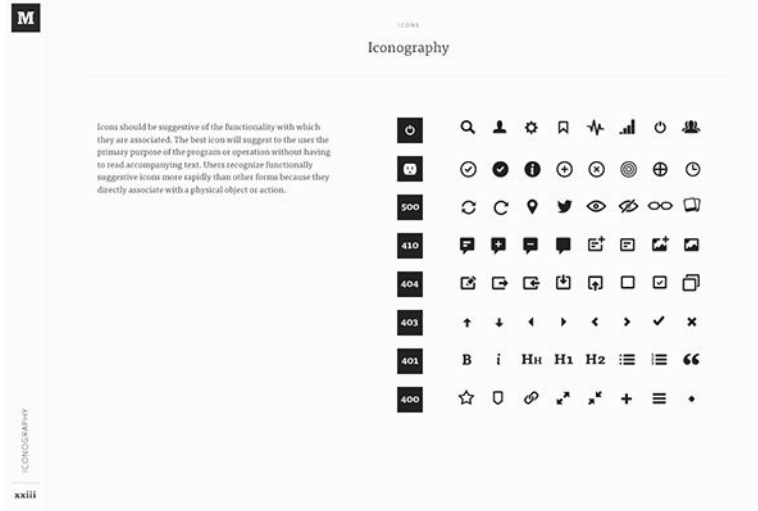 M
ICONS
Iconography
Icons should be suggestive of the functionality with which
they are associated. The best icon will suggest to the user the
primary purpose of the program or operation without having
to read accompanying text. Users recognize functionally
suggestive icons more rapidly than other forms because they
directly associate with a physical object or action.
500
410
404
403
401
B i HH H1 H2
400
ICONOGRAPHY
xxiii